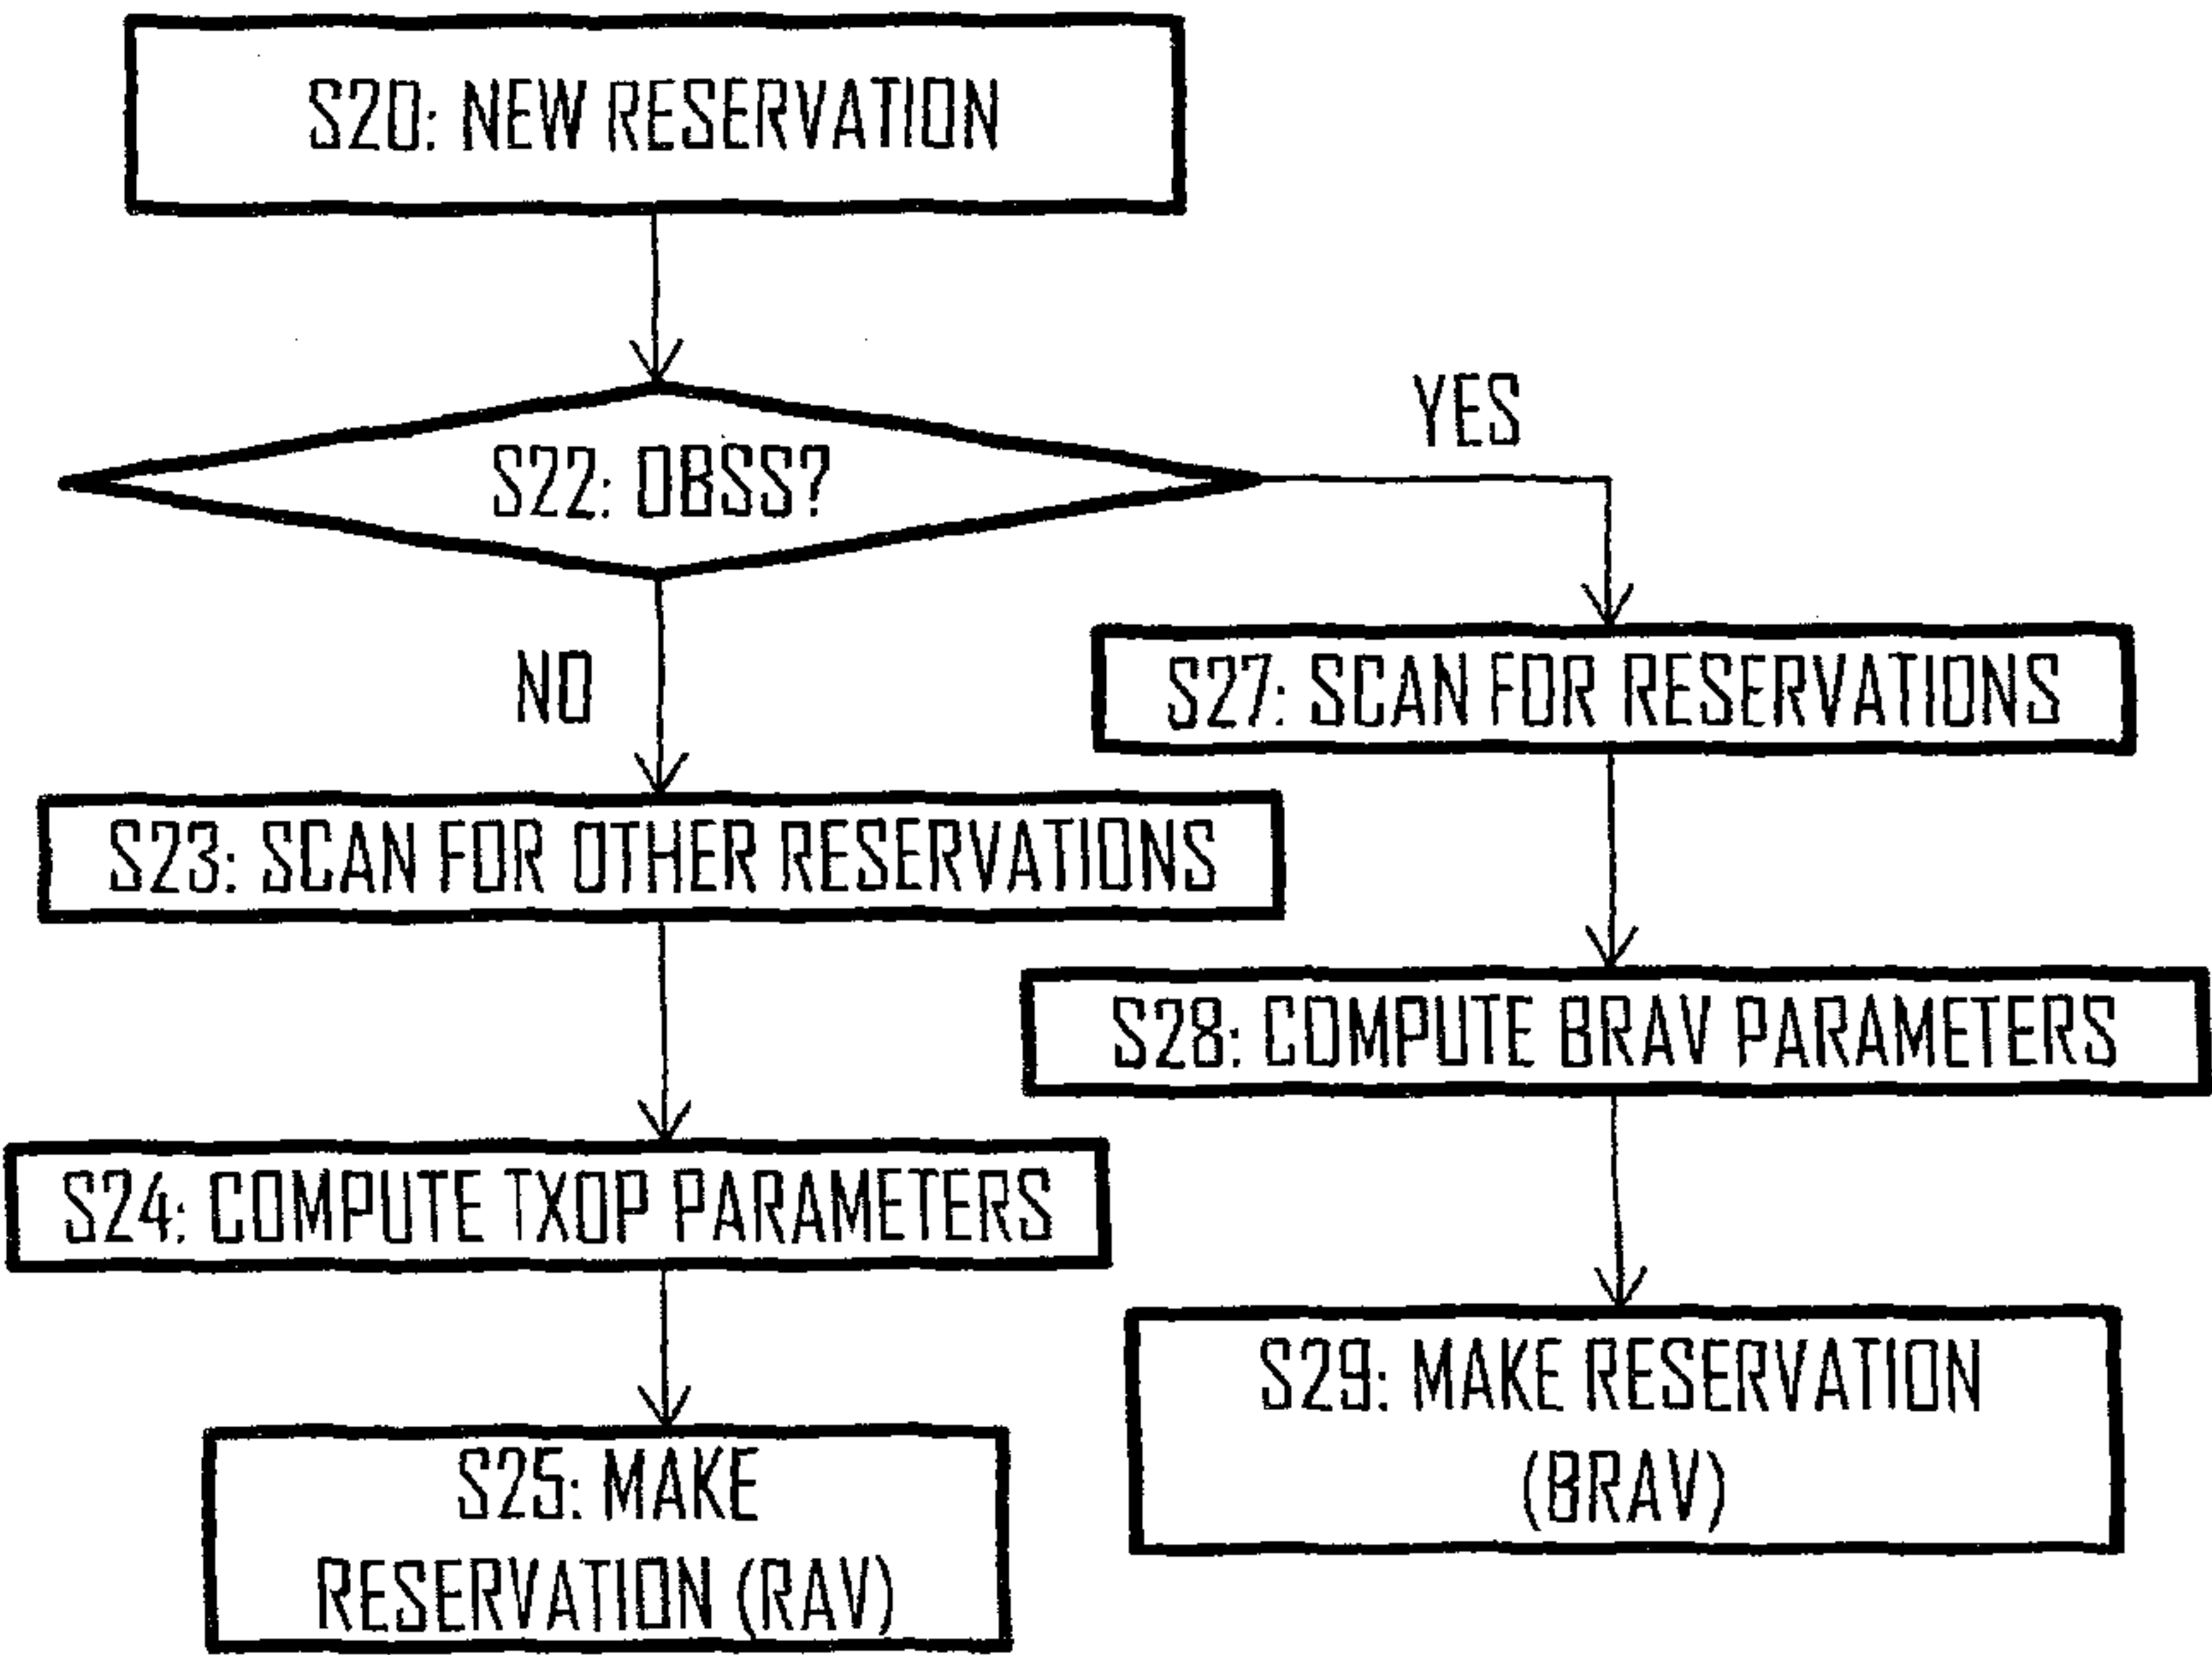 S20: NEW RESERVATION
S22: OBSS?
YES
NO
S27: SCAN FOR RESERVATIONS
S23: SCAN FOR OTHER RESERVATIONS
S28: COMPUTE BRAV PARAMETERS
S24: COMPUTE TXOP PARAMETERS
S29: MAKE RESERVATION
(BRAV)
S25: MAKE
RESERVATION (RAV)